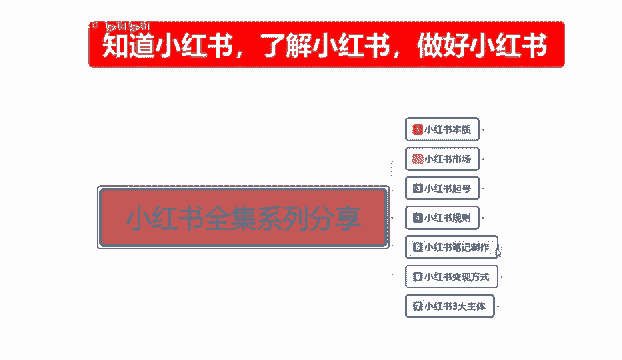 知道小红书，了解小红书，做好小红书
小红书全集系列分享
小红书本质
小红书市场
小红书起号
小红书规则
小红书笔记制作
小红书变现方式
小红书3大主体